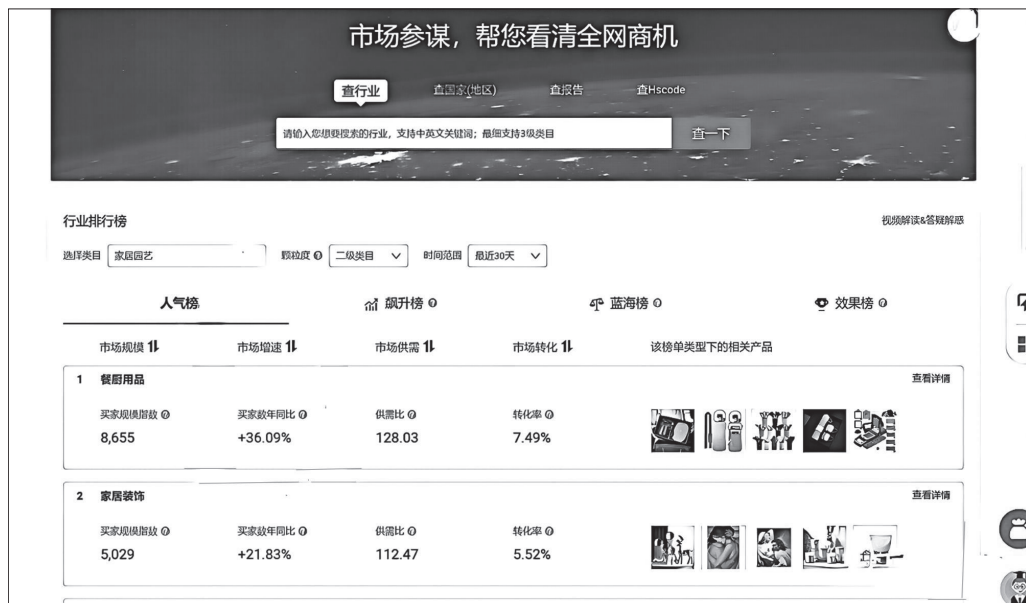 市场参谋，帮您看清全网商机
查行业 查国家(地区) 查报告 查Hscode
请输入您想要搜索的行业，支持中英文关键词；最细支持3级类目 查一下
行业排行榜 视频解读&答疑解惑
选择类目 家居园艺 颗粒度 二级类目 时间范围 最近30天
人气榜 飙升榜 蓝海榜 效果榜
市场规模 市场增速 市场供需 市场转化 该榜单类型下的相关产品
1 餐厨用品 查看详情
买家规模指数 买家数年同比 供需比 转化率
8,655 +36.09% 128.03 7.49%
2 家居装饰 查看详情
买家规模指数 买家数年同比 供需比 转化率
5,029 +21.83% 112.47 5.52%